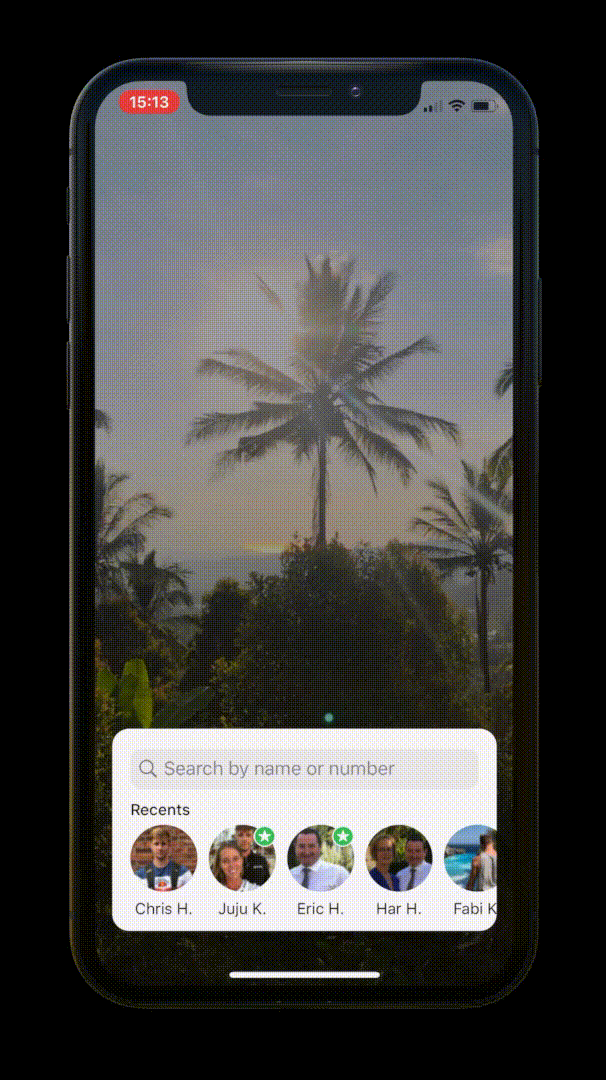 15:13
Search by name or number
Recents
Chris H.
Juju K.
Eric H.
Har H.
Fabi K